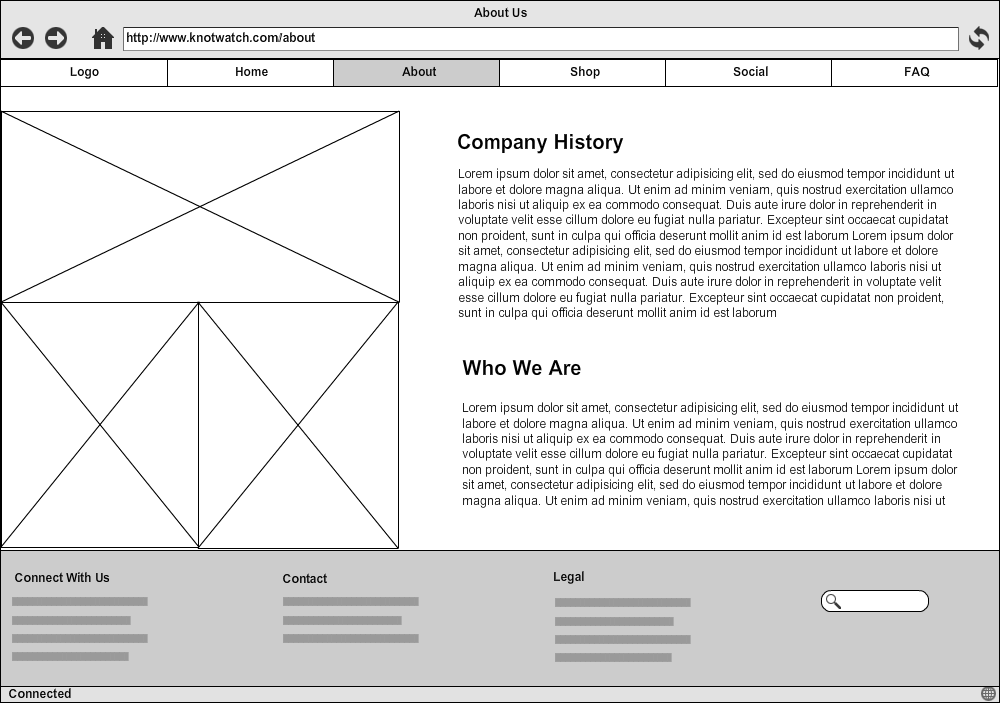 About Us
http://www.knotwatch.com/about
Logo Home About Shop Social FAQ
Company History
Lorem ipsum dolor sit amet, consectetur adipisicing elit, sed do eiusmod tempor incididunt ut
labore et dolore magna aliqua. Ut enim ad minim veniam, quis nostrud exercitation ullamco
laboris nisi ut aliquip ex ea commodo consequat. Duis aute irure dolor in reprehenderit in
voluptate velit esse cillum dolore eu fugiat nulla pariatur. Excepteur sint occaecat cupidatat
non proident, sunt in culpa qui officia deserunt mollit anim id est laborum Lorem ipsum dolor
sit amet, consectetur adipisicing elit, sed do eiusmod tempor incididunt ut labore et dolore
magna aliqua. Ut enim ad minim veniam, quis nostrud exercitation ullamco laboris nisi ut
aliquip ex ea commodo consequat. Duis aute irure dolor in reprehenderit in voluptate velit
esse cillum dolore eu fugiat nulla pariatur. Excepteur sint occaecat cupidatat non proident,
sunt in culpa qui officia deserunt mollit anim id est laborum
Who We Are
Lorem ipsum dolor sit amet, consectetur adipisicing elit, sed do eiusmod tempor incididunt ut
labore et dolore magna aliqua. Ut enim ad minim veniam, quis nostrud exercitation ullamco
laboris nisi ut aliquip ex ea commodo consequat. Duis aute irure dolor in reprehenderit in
voluptate velit esse cillum dolore eu fugiat nulla pariatur. Excepteur sint occaecat cupidatat
non proident, sunt in culpa qui officia deserunt mollit anim id est laborum Lorem ipsum dolor
sit amet, consectetur adipisicing elit, sed do eiusmod tempor incididunt ut labore et dolore
magna aliqua. Ut enim ad minim veniam, quis nostrud exercitation ullamco laboris nisi ut
Connect With Us
Contact
Legal
Connected